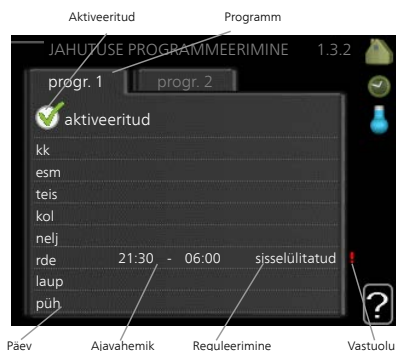 Aktiveeritud Programm
JAHUTUSE PROGRAMMEERIMINE 1.3.2
progr. 1 progr. 2
aktiveeritud
kk
esm
teis
kol
nelj
rde 21:30 - 06:00 sisselülitatud !
laup
püh
?
Päev Ajavahemik Reguleerimine Vastuolu